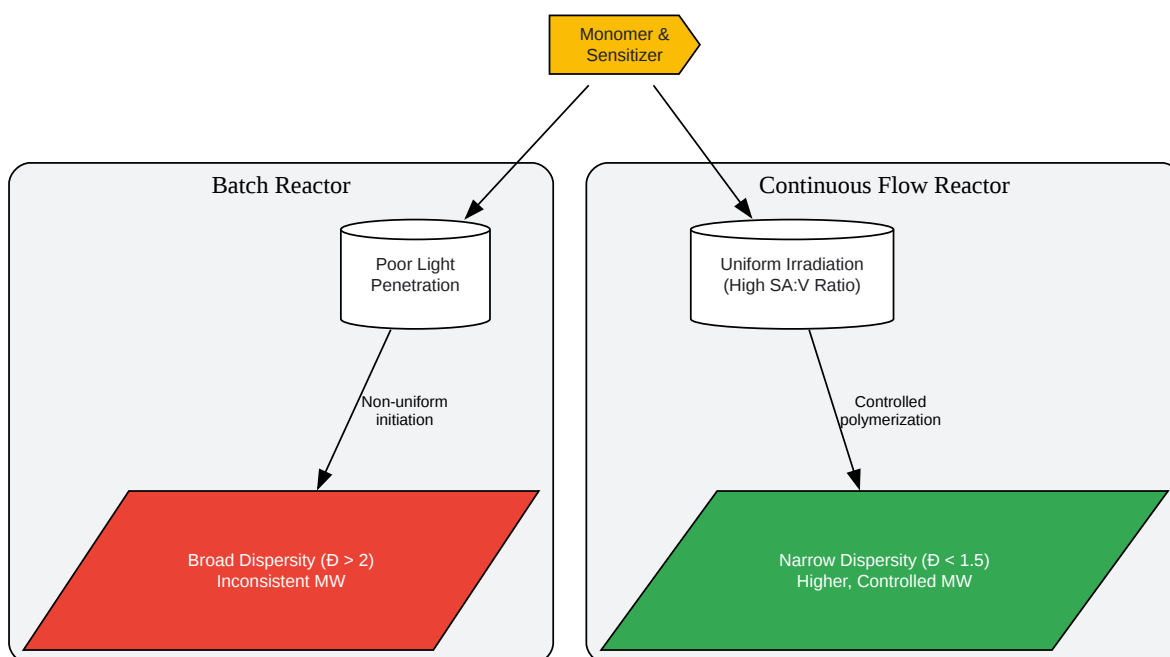 Monomer &
Sensitizer
Batch Reactor
Continuous Flow Reactor
Poor Light
Penetration
Uniform Irradiation
(High SA:V Ratio)
Non-uniform
initiation
Controlled
polymerization
Broad Dispersity (Đ > 2)
Inconsistent MW
Narrow Dispersity (Đ < 1.5)
Higher, Controlled MW